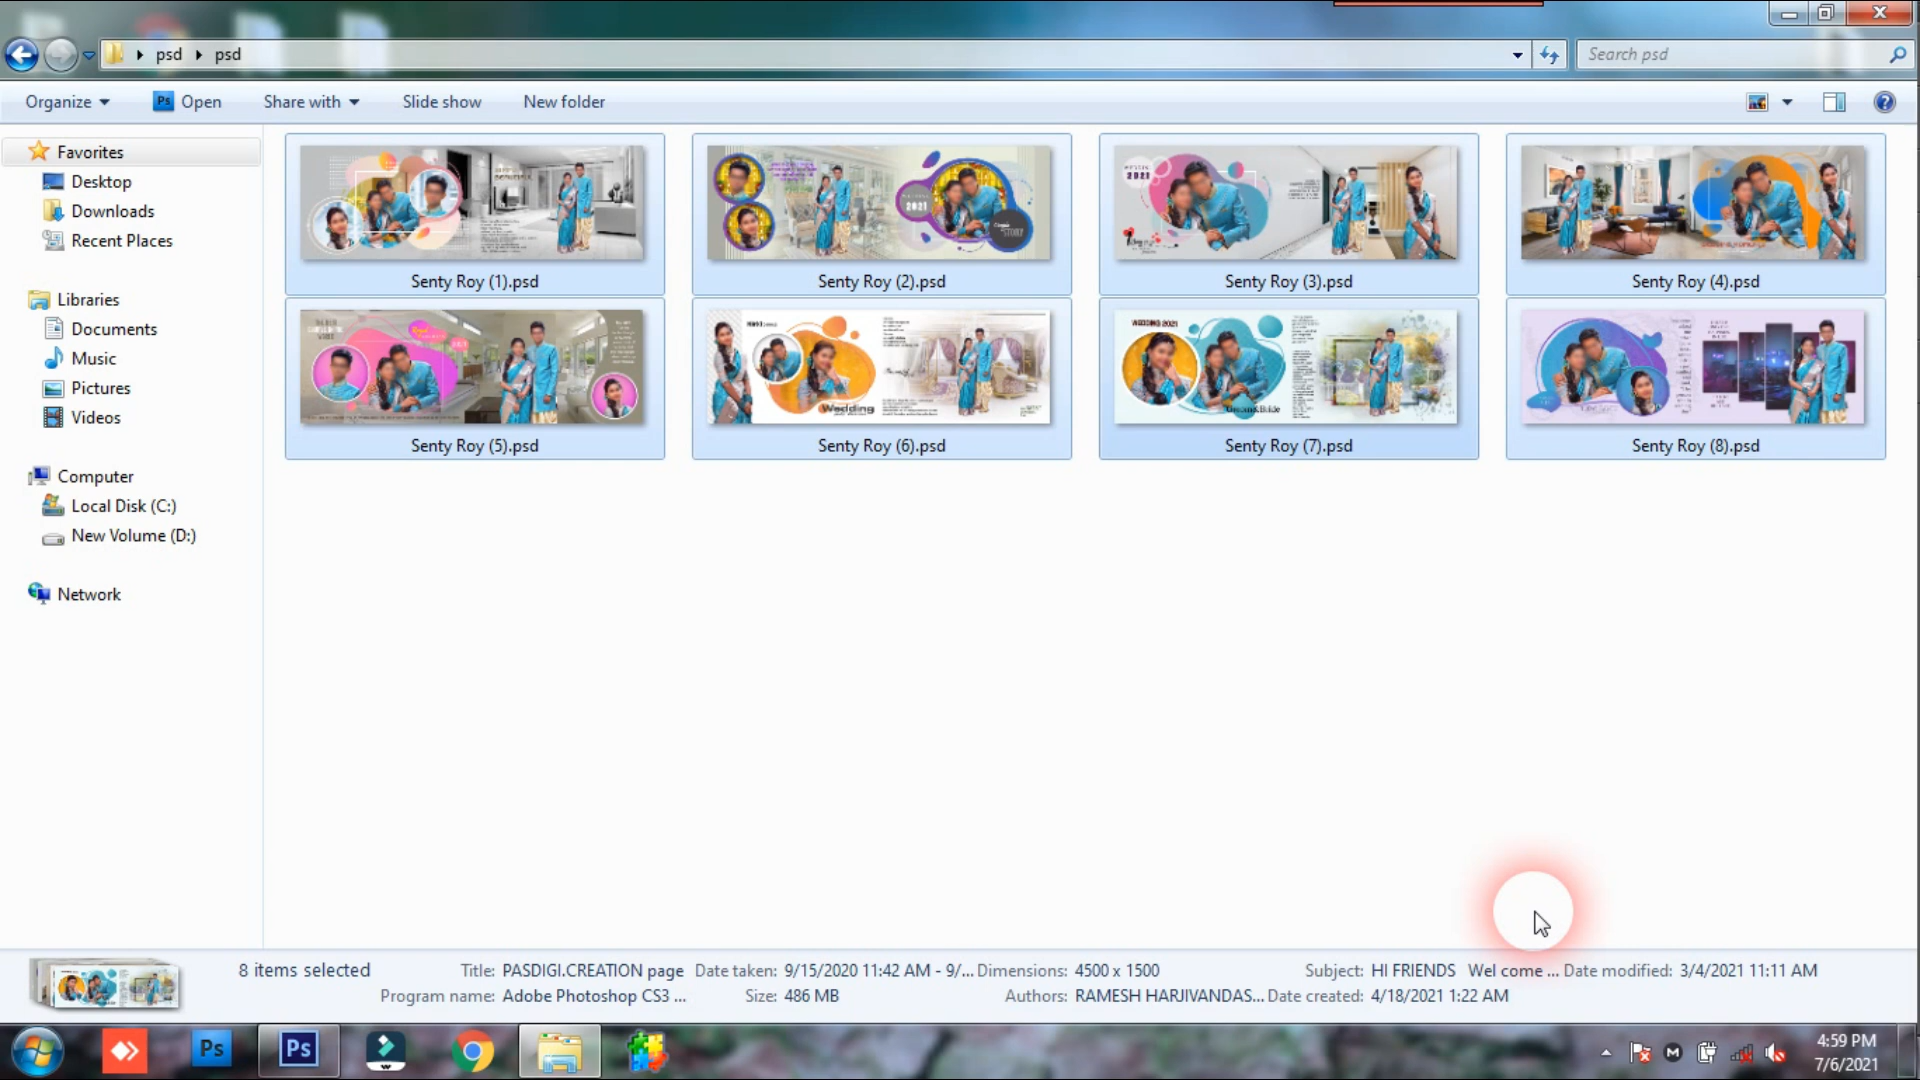 psd psd
Search psd
Organize Open Share with Slide show New folder
Favorites
Desktop
Downloads
Recent Places
Libraries
Documents
Music
Pictures
Videos
Computer
Local Disk (C:)
New Volume (D:)
Network
2021
WEDDING 2021
STORY
Senty Roy (1).psd
Senty Roy (2).psd
Senty Roy (3).psd
Senty Roy (4).psd
Wedding
Senty Roy (5).psd
Senty Roy (6).psd
Senty Roy (7).psd
Senty Roy (8).psd
8 items selected
Title: PASDIGI.CREATION page Date taken: 9/15/2020 11:42 AM - 9/... Dimensions: 4500 x 1500 Subject: HI FRIENDS Wel come ... Date modified: 3/4/2021 11:11 AM
Program name: Adobe Photoshop CS3 ... Size: 486 MB Authors: RAMESH HARJIVANDAS... Date created: 4/18/2021 1:22 AM
Ps
Ps
4:59 PM
7/6/2021